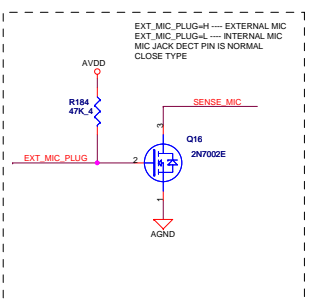 EXT_MIC_PLUG=H ---- EXTERNAL MIC
EXT_MIC_PLUG=L ---- INTERNAL MIC
MIC JACK DECT PIN IS NORMAL
CLOSE TYPE
AVDD
R184
47K_4
SENSE_MIC
3
Q16
2N7002E
EXT_MIC_PLUG
2
1
AGND